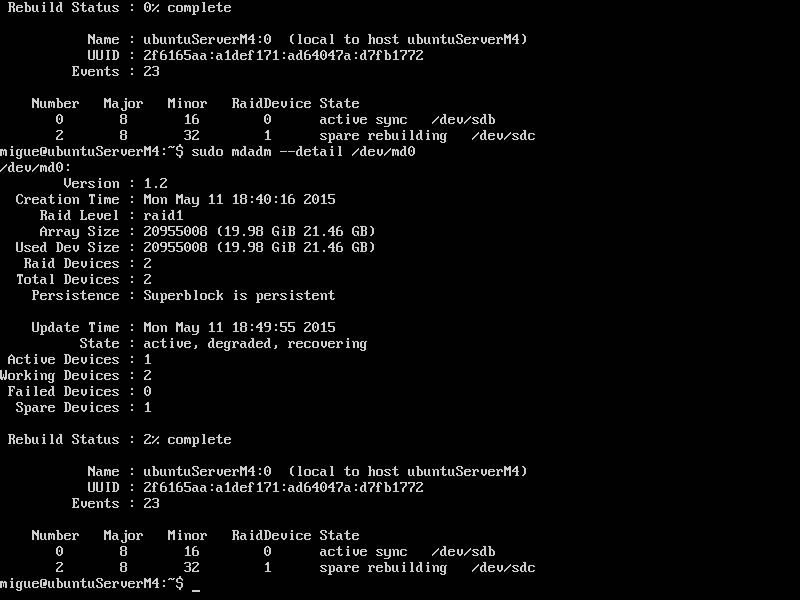 Rebuild Status : 0% complete
Name : ubuntuServerM4:0  (local to host ubuntuServerM4)
UUID : 2f6165aa:a1def171:ad64047a:d7fb1772
Events : 23
Number   Major   Minor   RaidDevice State
0       8       16        0      active sync   /dev/sdb
2       8       32        1      spare rebuilding   /dev/sdc
migue@ubuntuServerM4:~$ sudo mdadm --detail /dev/md0
/dev/md0:
Version : 1.2
Creation Time : Mon May 11 18:40:16 2015
Raid Level : raid1
Array Size : 20955008 (19.98 GiB 21.46 GB)
Used Dev Size : 20955008 (19.98 GiB 21.46 GB)
Raid Devices : 2
Total Devices : 2
Persistence : Superblock is persistent
Update Time : Mon May 11 18:49:55 2015
State : active, degraded, recovering
Active Devices : 1
Working Devices : 2
Failed Devices : 0
Spare Devices : 1
Rebuild Status : 2% complete
Name : ubuntuServerM4:0  (local to host ubuntuServerM4)
UUID : 2f6165aa:a1def171:ad64047a:d7fb1772
Events : 23
Number   Major   Minor   RaidDevice State
0       8       16        0      active sync   /dev/sdb
2       8       32        1      spare rebuilding   /dev/sdc
migue@ubuntuServerM4:~$ _